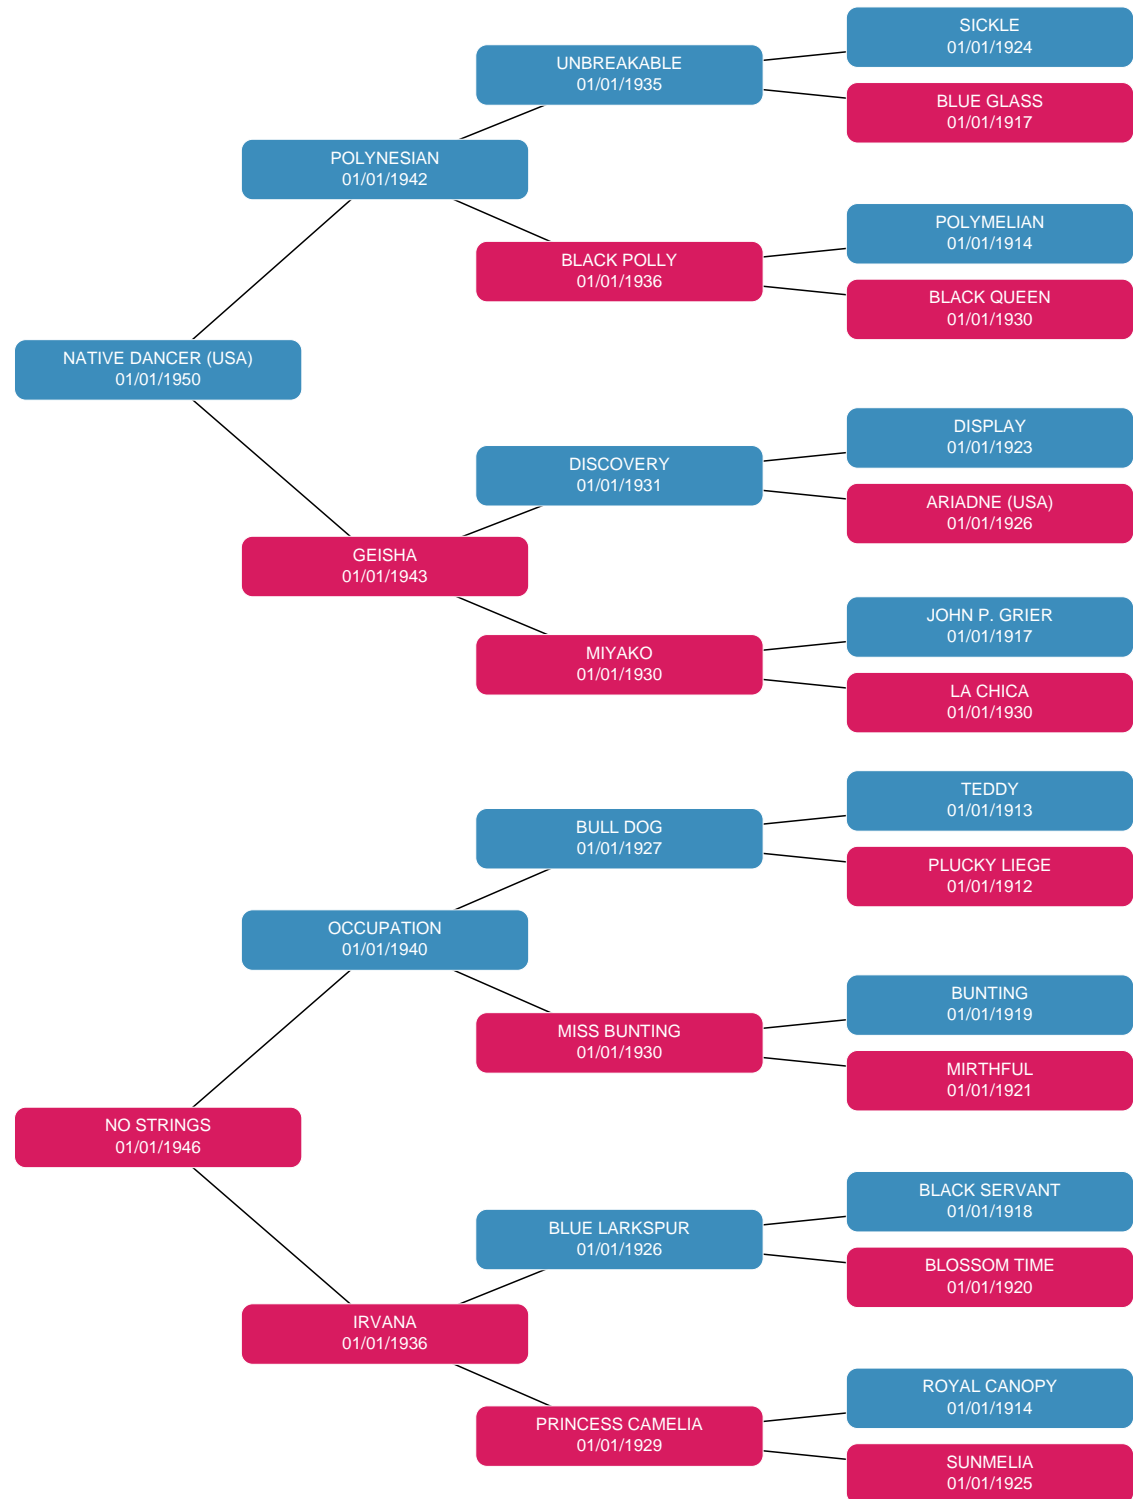 SICKLE
01/01/1924
UNBREAKABLE
01/01/1935
BLUE GLASS
01/01/1917
POLYNESIAN
01/01/1942
POLYMELIAN
01/01/1914
BLACK POLLY
01/01/1936
BLACK QUEEN
01/01/1930
NATIVE DANCER (USA)
01/01/1950
DISPLAY
01/01/1923
DISCOVERY
01/01/1931
ARIADNE (USA)
01/01/1926
GEISHA
01/01/1943
JOHN P. GRIER
01/01/1917
MIYAKO
01/01/1930
LA CHICA
01/01/1930
TEDDY
01/01/1913
BULL DOG
01/01/1927
PLUCKY LIEGE
01/01/1912
OCCUPATION
01/01/1940
BUNTING
01/01/1919
MISS BUNTING
01/01/1930
MIRTHFUL
01/01/1921
NO STRINGS
01/01/1946
BLACK SERVANT
01/01/1918
BLUE LARKSPUR
01/01/1926
BLOSSOM TIME
01/01/1920
IRVANA
01/01/1936
ROYAL CANOPY
01/01/1914
PRINCESS CAMELIA
01/01/1929
SUNMELIA
01/01/1925